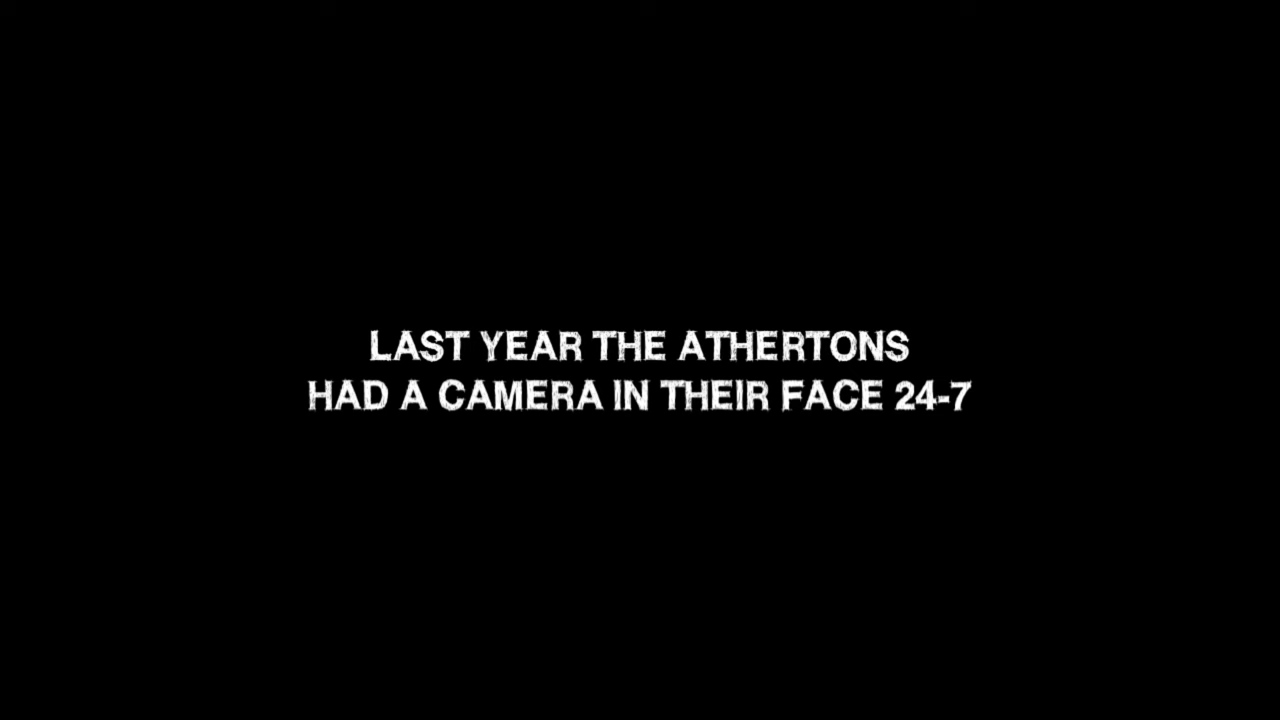 LAST YEAR THE ATHERTONS
HAD A CAMERA IN THEIR FACE 24-7